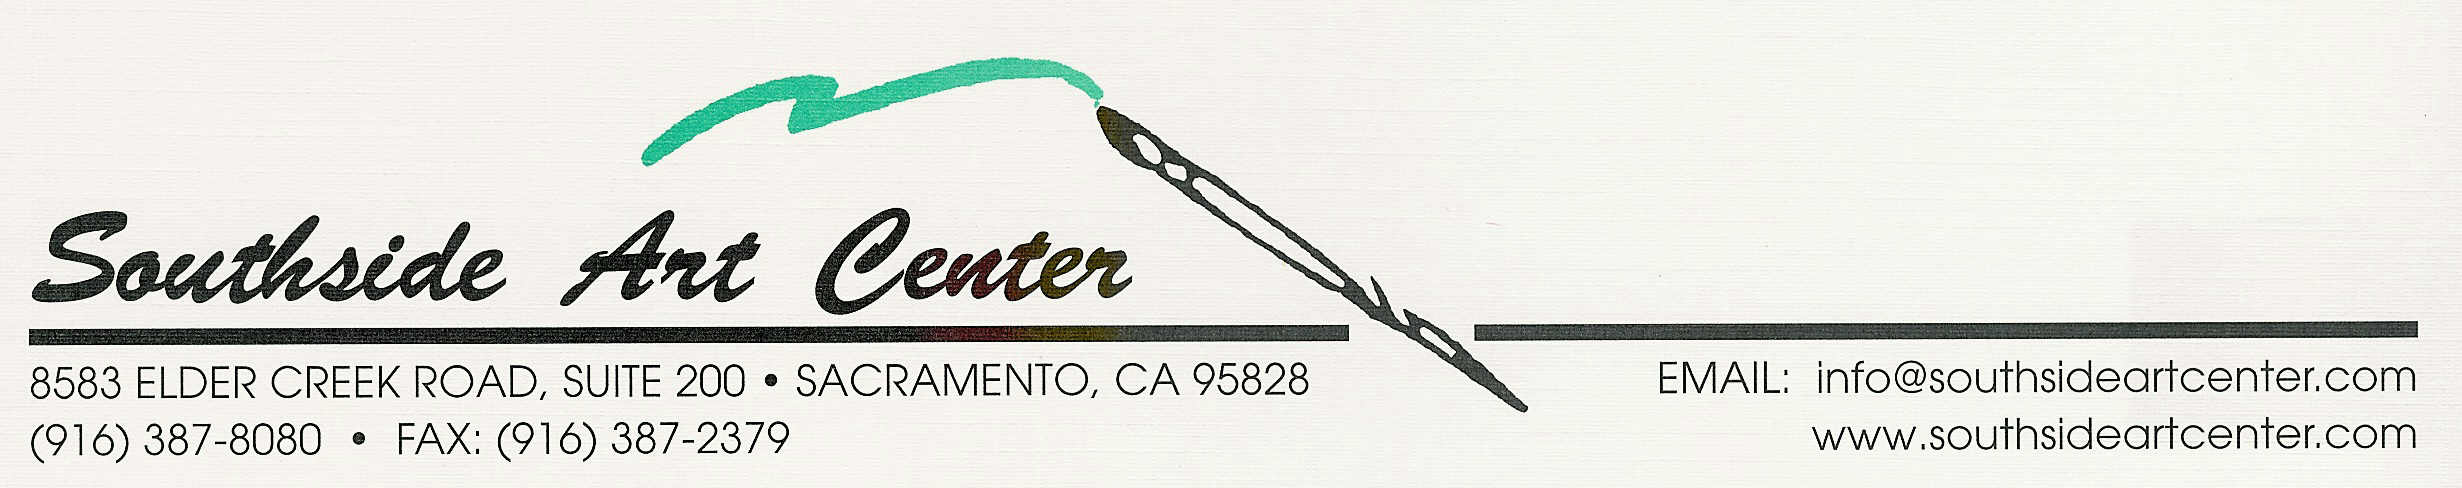 Southside Art Center
8583 ELDER CREEK ROAD, SUITE 200 • SACRAMENTO, CA 95828
(916) 387-8080 • FAX: (916) 387-2379
EMAIL: info@southsideartcenter.com
www.southsideartcenter.com